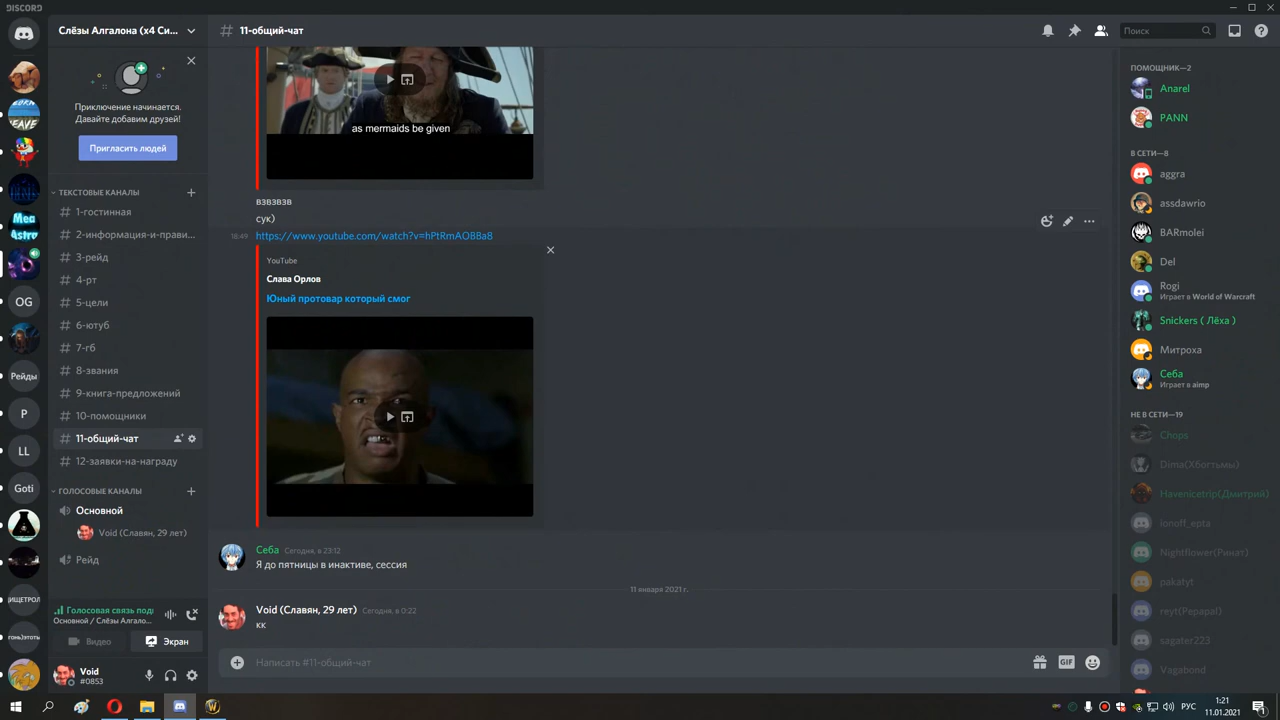 DISCORD
Слёзы Алгалона (x4 Си...
11-общий-чат
Поиск
Приключение начинается.
Давайте добавим друзей!
Пригласить людей
ТЕКСТОВЫЕ КАНАЛЫ
1-гостинная
2-информация-и-прави...
3-рейд
4-рт
5-цели
6-ютуб
7-гб
8-звания
9-книга-предложений
10-помощники
11-общий-чат
12-заявки-на-награду
ГОЛОСОВЫЕ КАНАЛЫ
Основной
Void (Славян, 29 лет)
Рейд
Голосовая связь подк
Основной / Слёзы Алгало...
Видео
Экран
Void
#0853
OG
Рейды
P
LL
Goti
as mermaids be given
взвзвзв
сук)
18:49
https://www.youtube.com/watch?v=hPtRmAOBBa8
YouTube
Слава Орлов
Юный протовар который смог
Себа Сегодня, в 23:12
Я до пятницы в инактиве, сессия
11 января 2021 г.
Void (Славян, 29 лет) Сегодня, в 0:22
кк
Написать #11-общий-чат
GIF
ПОМОЩНИК—2
Anarel
PANN
В СЕТИ—8
aggra
assdawrio
BARmolei
Del
Rogi
Играет в World of Warcraft
Snickers ( Лёха )
Митроха
Себа
Играет в aimp
НЕ В СЕТИ—19
Chops
Dima(Хбогтьмы)
Havenicetrip(Дмитрий)
ionoff_epta
Nightflower(Ринат)
pakatyt
reyt(Pepapal)
sagater223
Vagabond
РУС
1:21
11.01.2021